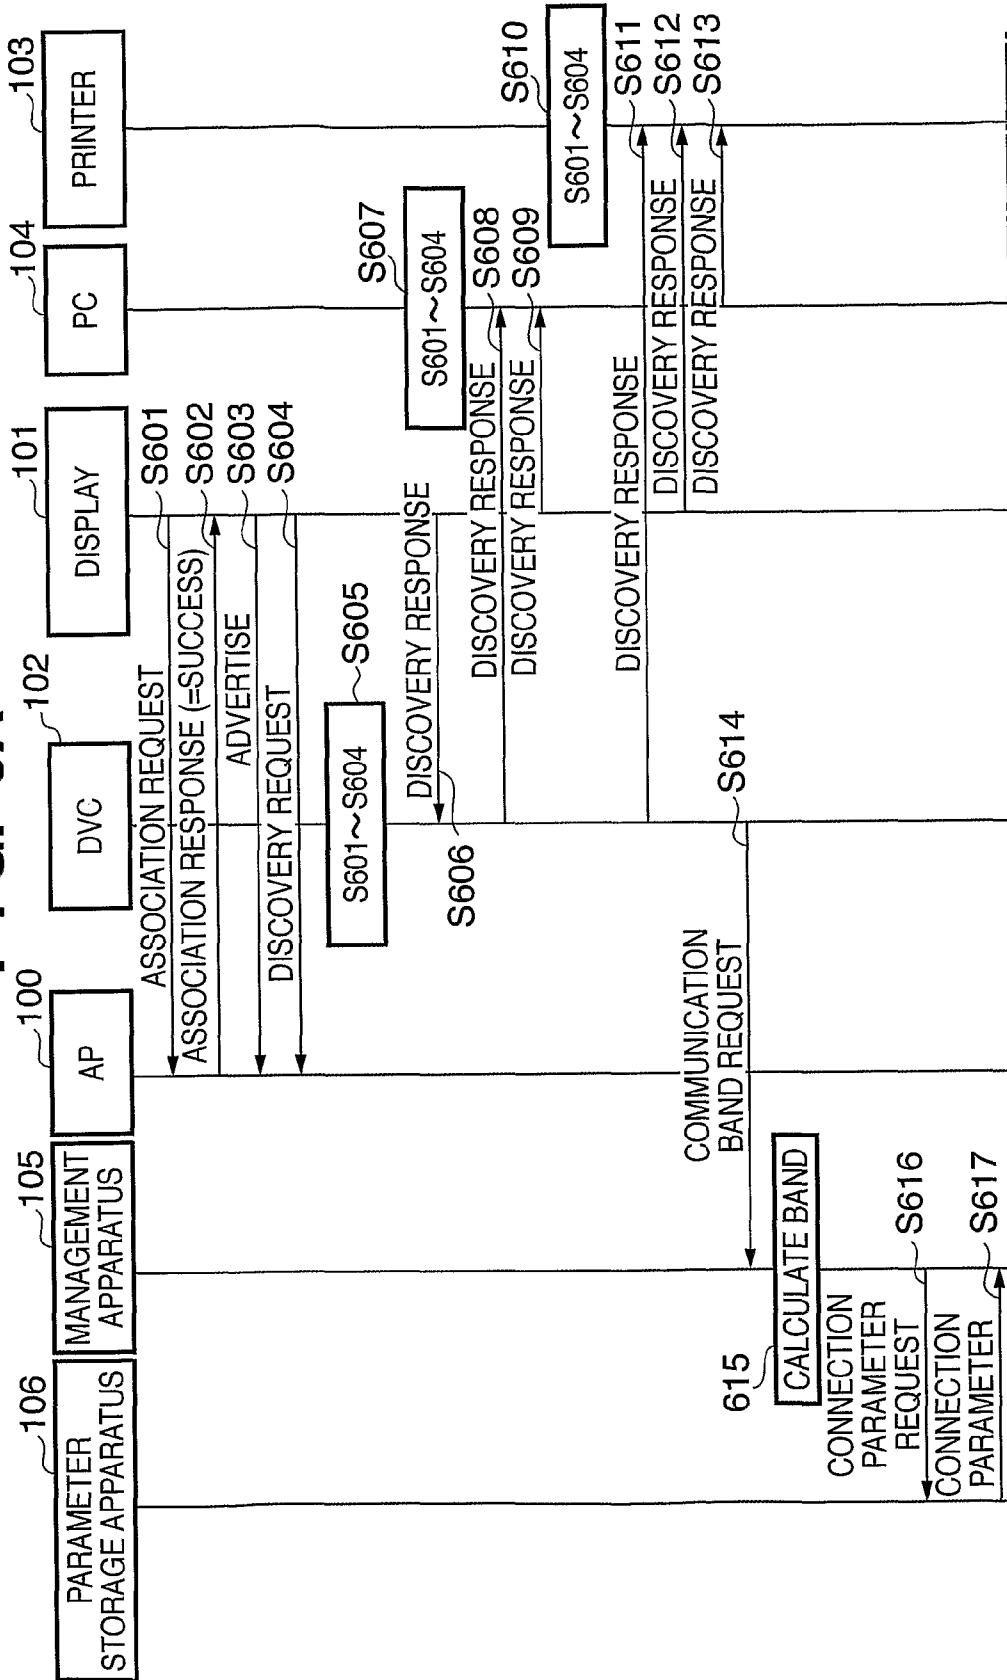 106
PARAMETER
STORAGE APPARATUS
105
MANAGEMENT
APPARATUS
100
AP
102
DVC
101
DISPLAY
104
PC
103
PRINTER
ASSOCIATION REQUEST
S601
ASSOCIATION RESPONSE (=SUCCESS)
S602
ADVERTISE
S603
DISCOVERY REQUEST
S604
S601~S604
S605
DISCOVERY RESPONSE
S606
S601~S604
S607
DISCOVERY RESPONSE
S608
DISCOVERY RESPONSE
S609
S601~S604
S610
DISCOVERY RESPONSE
S611
DISCOVERY RESPONSE
S612
DISCOVERY RESPONSE
S613
COMMUNICATION
BAND REQUEST
S614
615
CALCULATE BAND
CONNECTION
PARAMETER
REQUEST
S616
CONNECTION
PARAMETER
S617